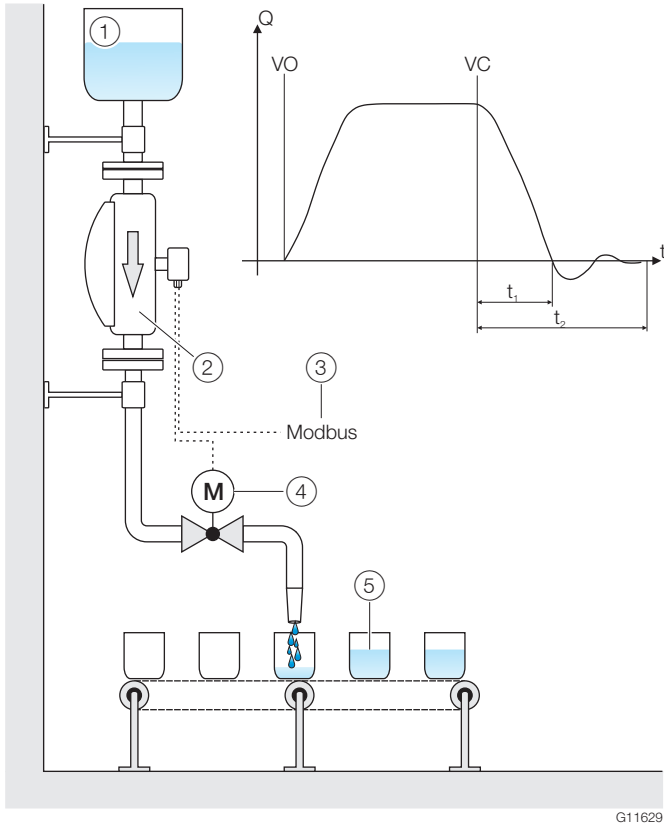 ①
Q
VO
VC
t
t₁
t₂
②
③
Modbus
M
④
⑤
G11629